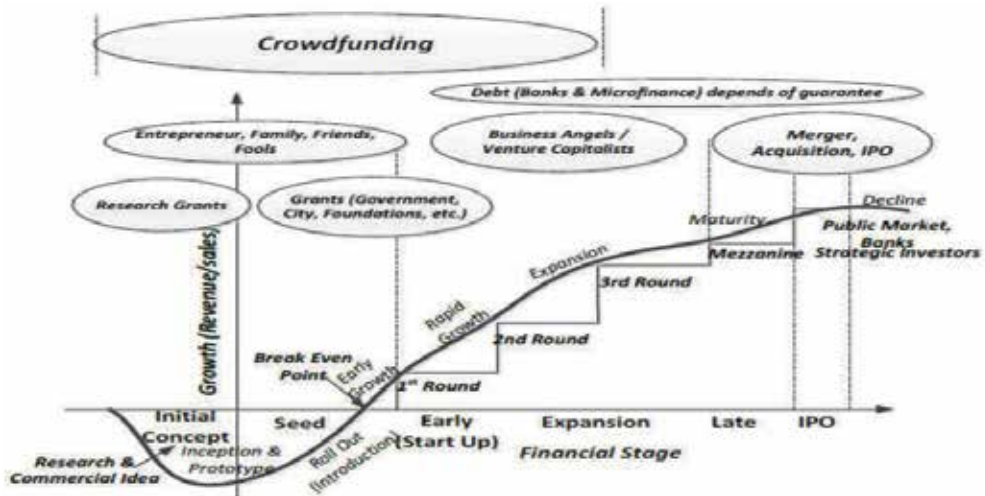 Crowdfunding
Debt (Banks & Microfinance) depends of guarantee
Entrepreneur, Family, Friends,
Fools
Business Angels /
Venture Capitalists
Merger,
Acquisition, IPO
Research Grants
Grants (Government,
City, Foundations, etc.)
Growth (Revenue/sales)
Maturity
Decline
Public Market,
Banks
Strategic Investors
Mezzanine
Expansion
3rd Round
Rapid
Growth
2nd Round
Break Even
Point
Early
Growth
1st Round
Initial
Concept
Seed
Early
(Start Up)
Expansion
Late
IPO
Financial Stage
Roll Out
(Introduction)
Inception &
Prototype
Research &
Commercial Idea